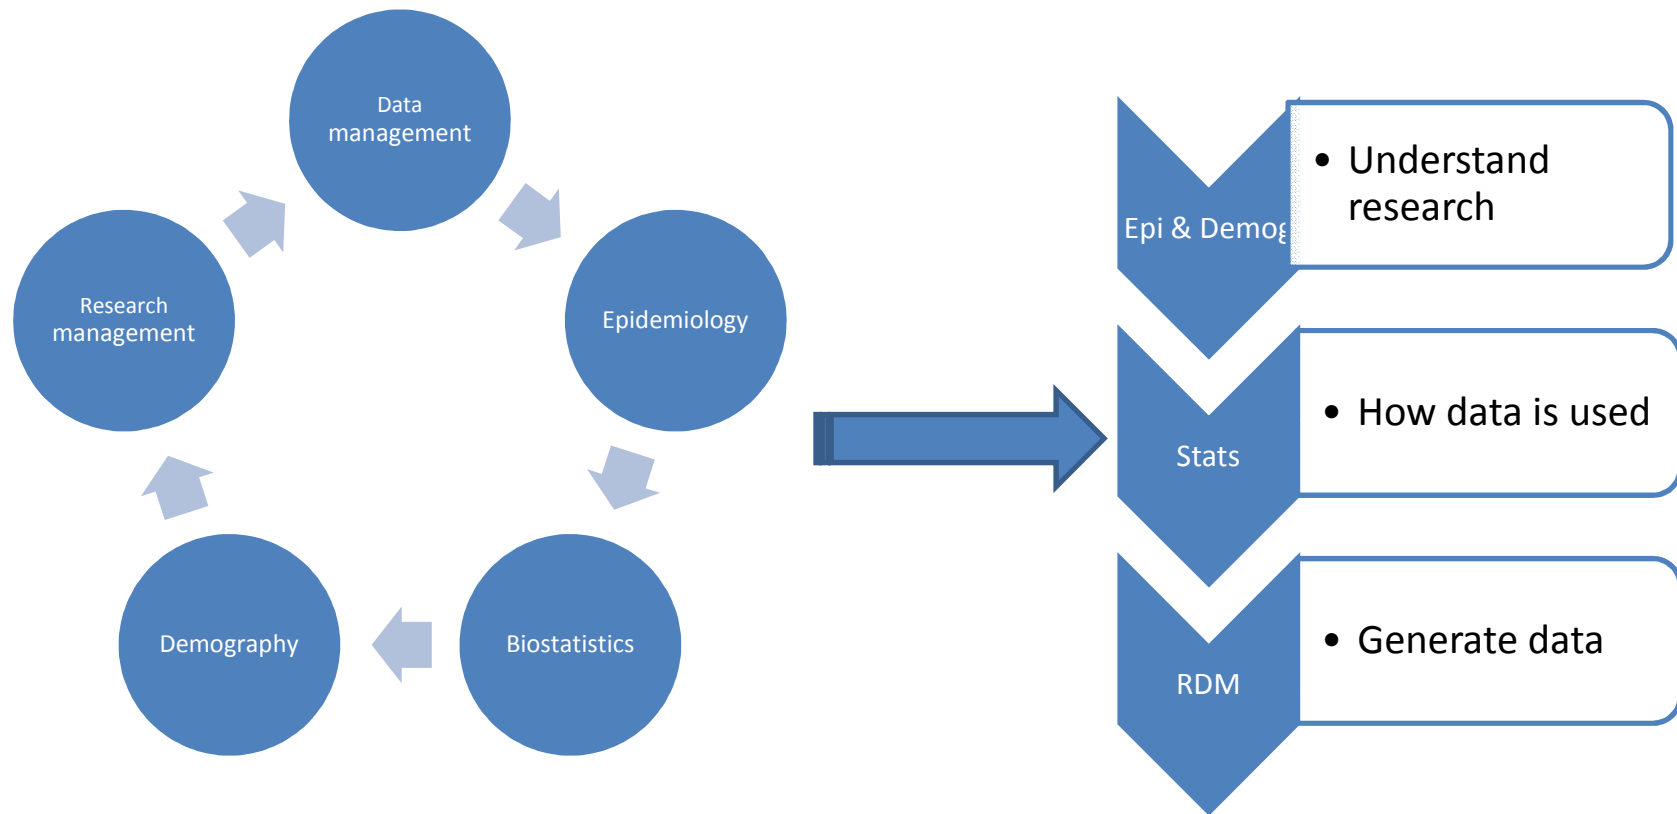 Data
management
Epidemiology
Biostatistics
Demography
Research
management
Epi & Demog
• Understand
research
Stats
• How data is used
RDM
• Generate data